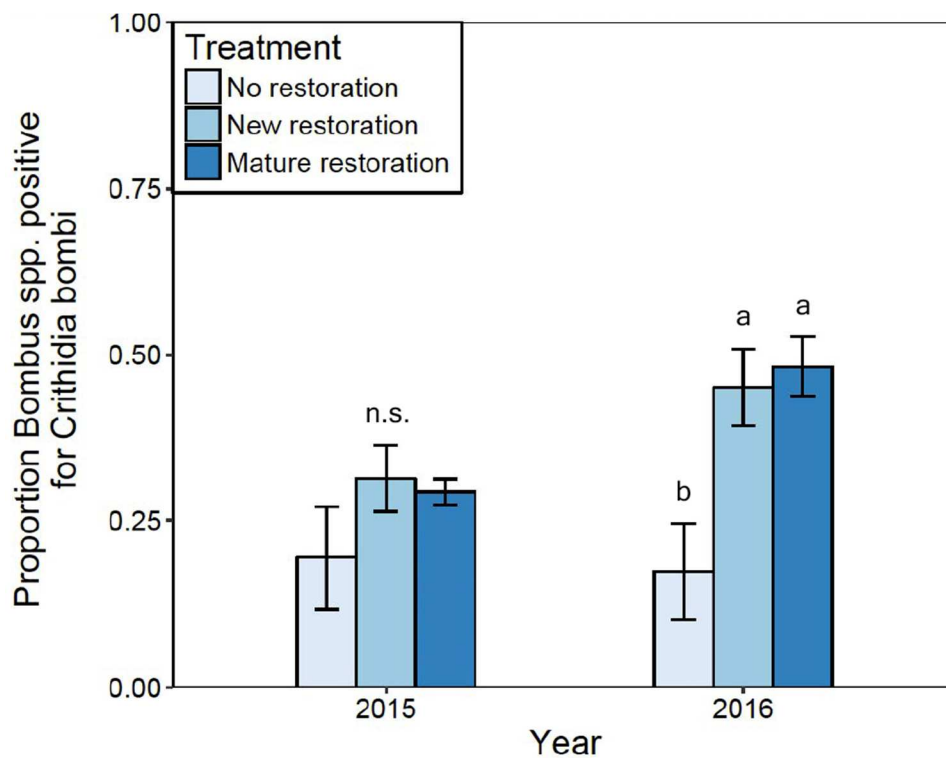 1.00
Treatment
No restoration
New restoration
Mature restoration
0.75
0.50
0.25
0.00
Proportion Bombus spp. positive
for Crithidia bombi
n.s.
b
a
a
2015
2016
Year